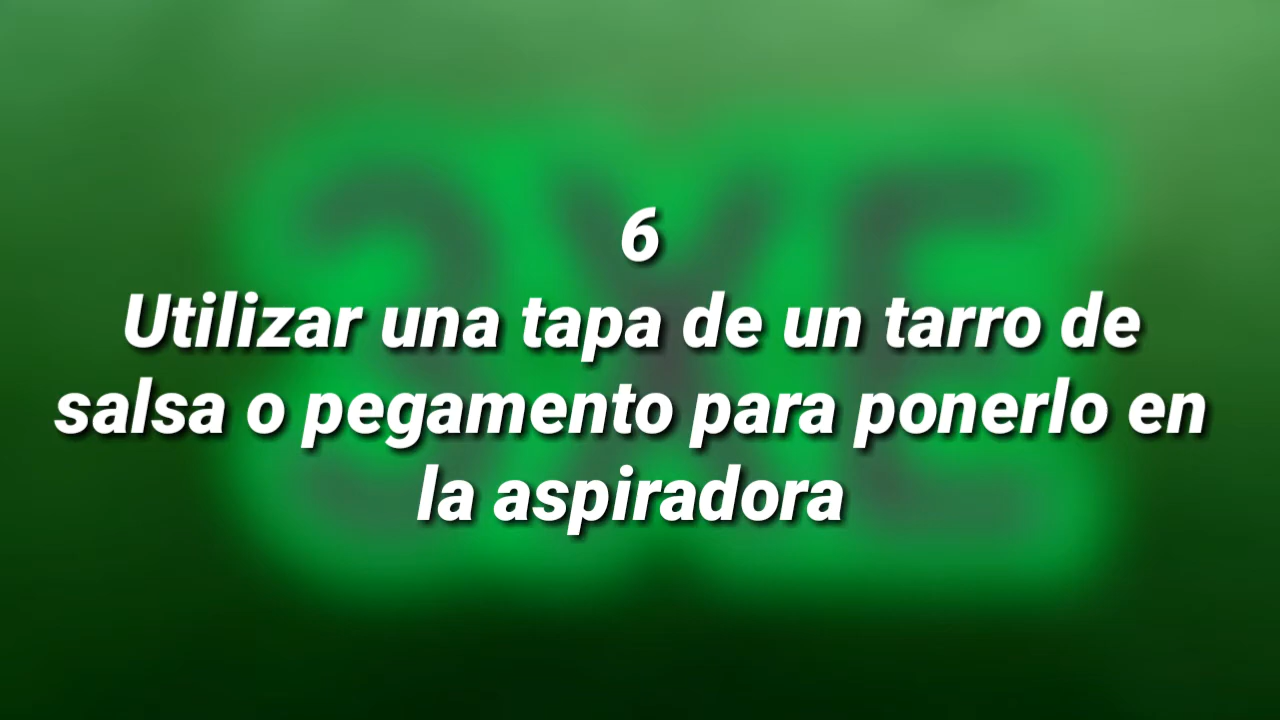 6
Utilizar una tapa de un tarro de
salsa o pegamento para ponerlo en
la aspiradora